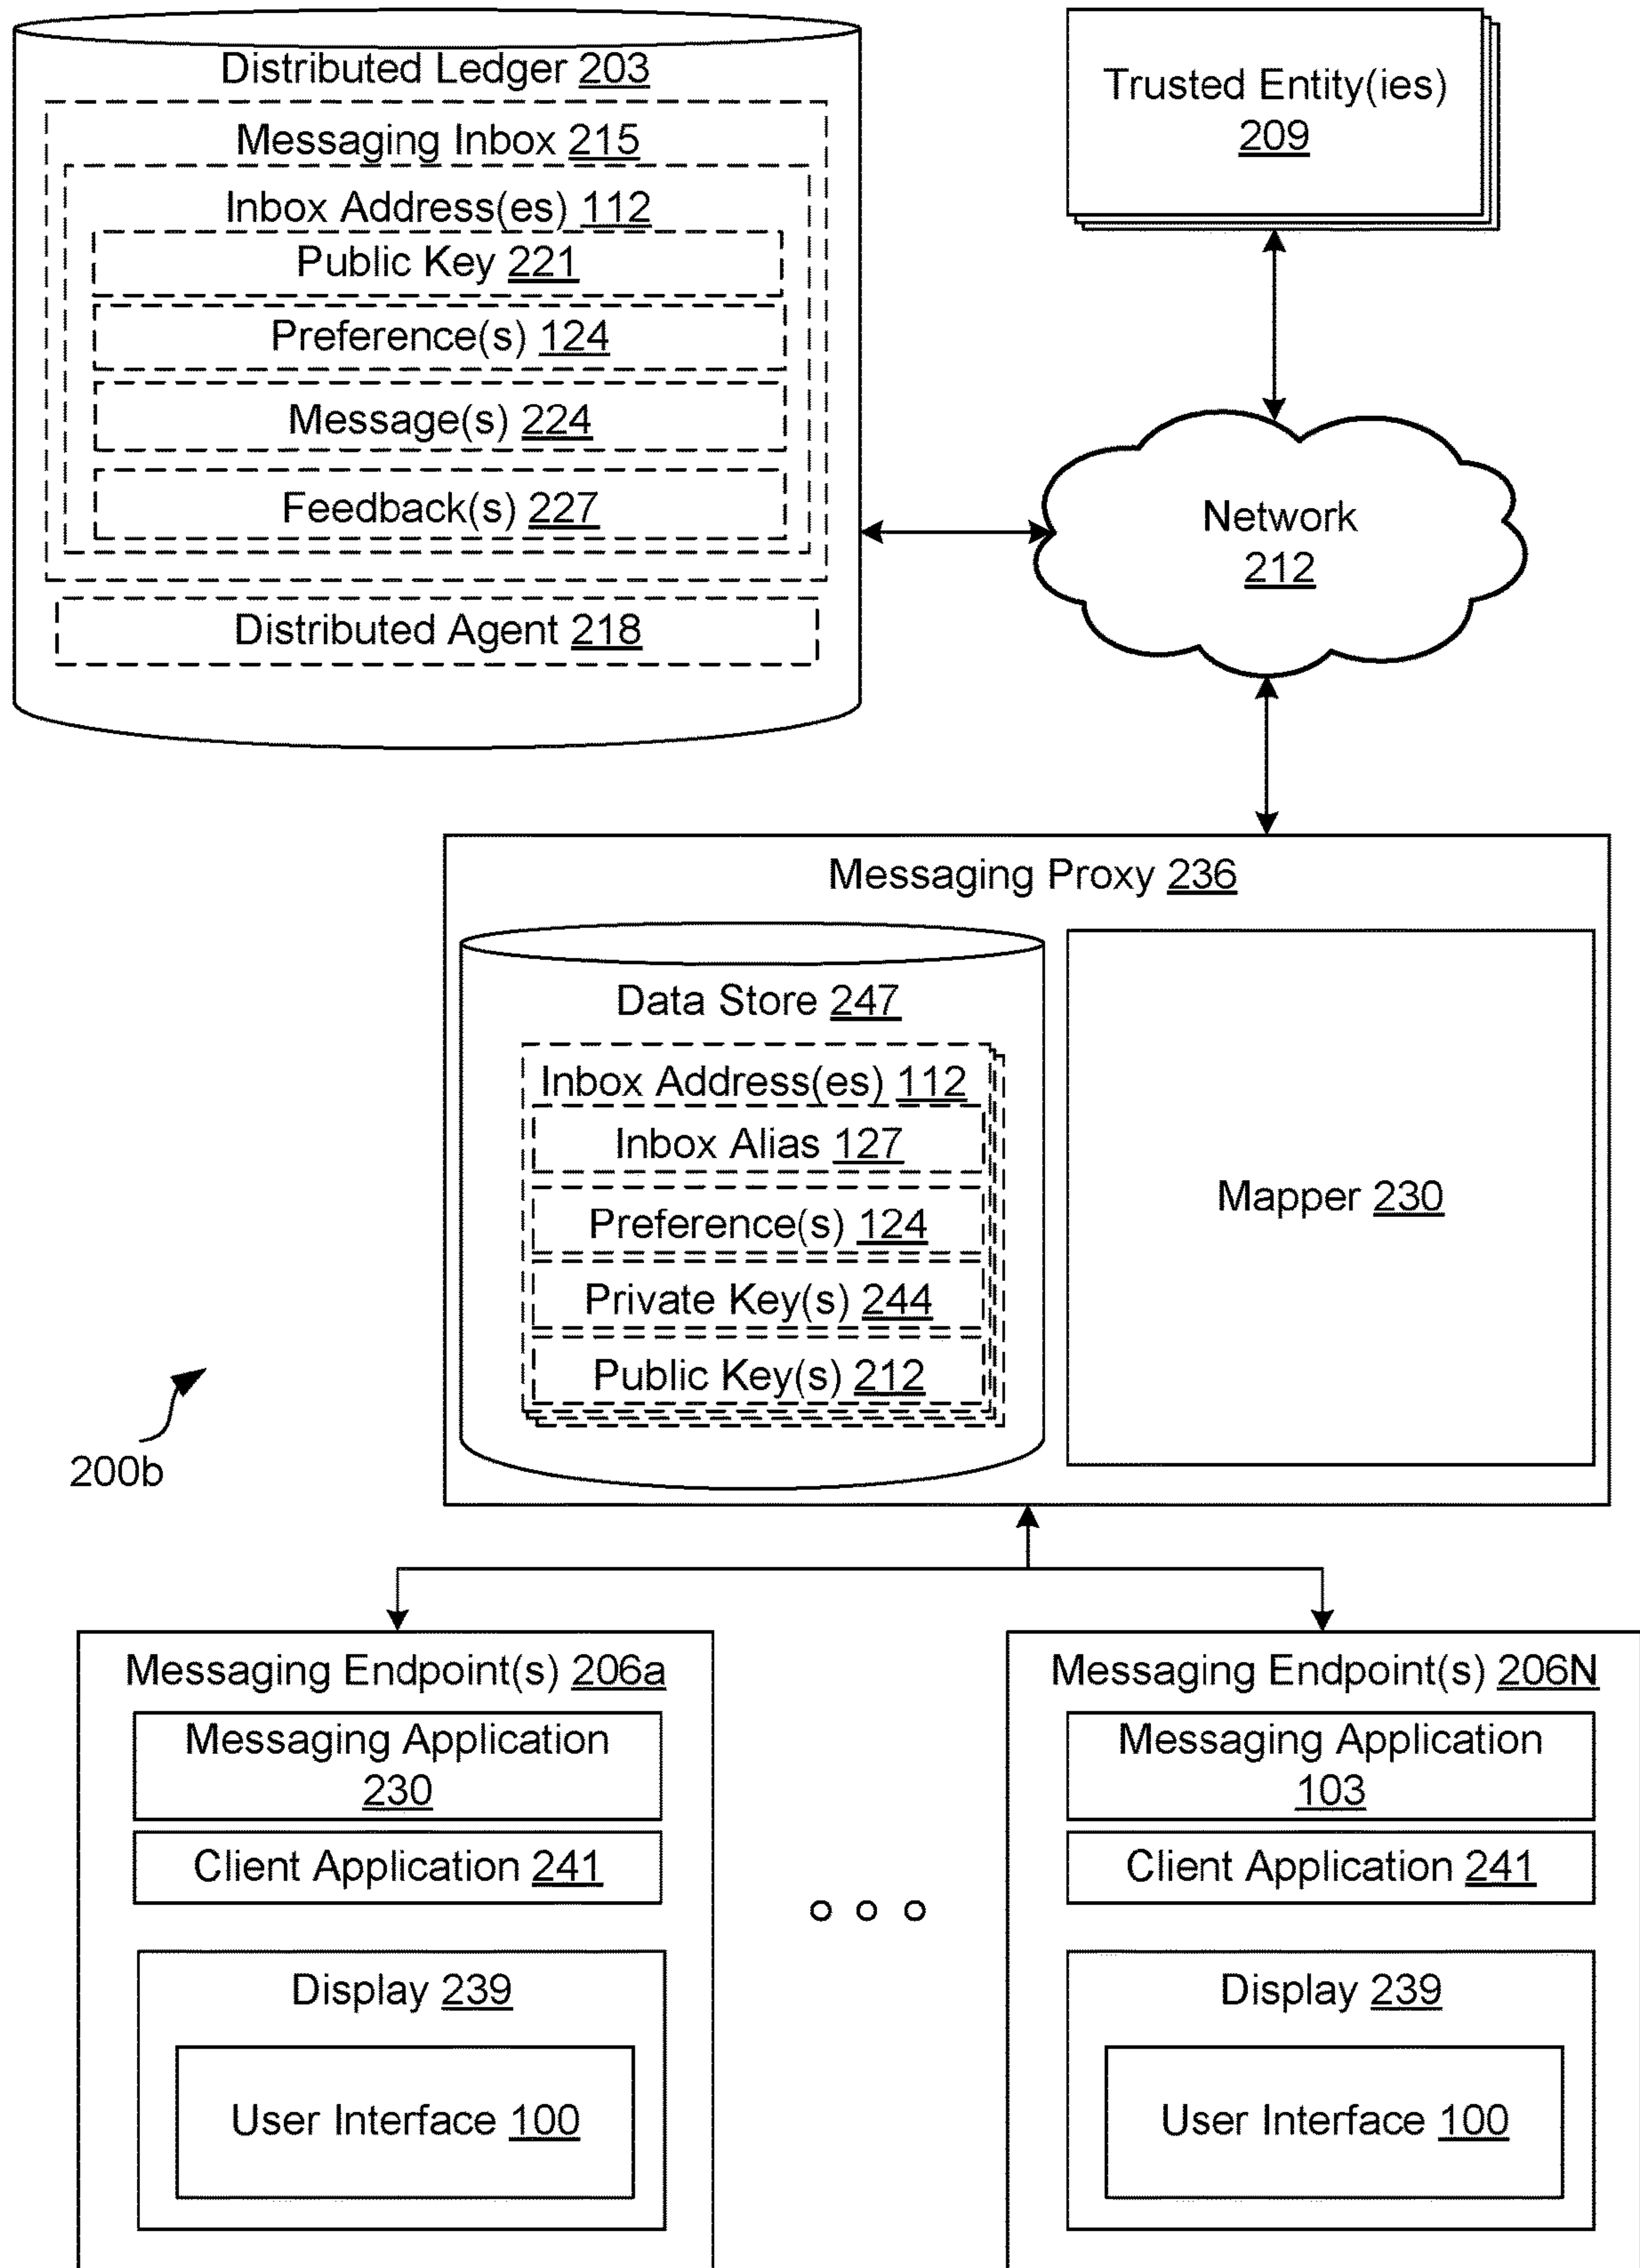 Distributed Ledger 203
Messaging Inbox 215
Inbox Address(es) 112
Public Key 221
Preference(s) 124
Message(s) 224
Feedback(s) 227
Distributed Agent 218
Trusted Entity(ies)
209
Network
212
Messaging Proxy 236
Data Store 247
Inbox Address(es) 112
Inbox Alias 127
Preference(s) 124
Private Key(s) 244
Public Key(s) 212
Mapper 230
200b
Messaging Endpoint(s) 206a
Messaging Application
230
Client Application 241
Display 239
User Interface 100
Messaging Endpoint(s) 206N
Messaging Application
103
Client Application 241
Display 239
User Interface 100